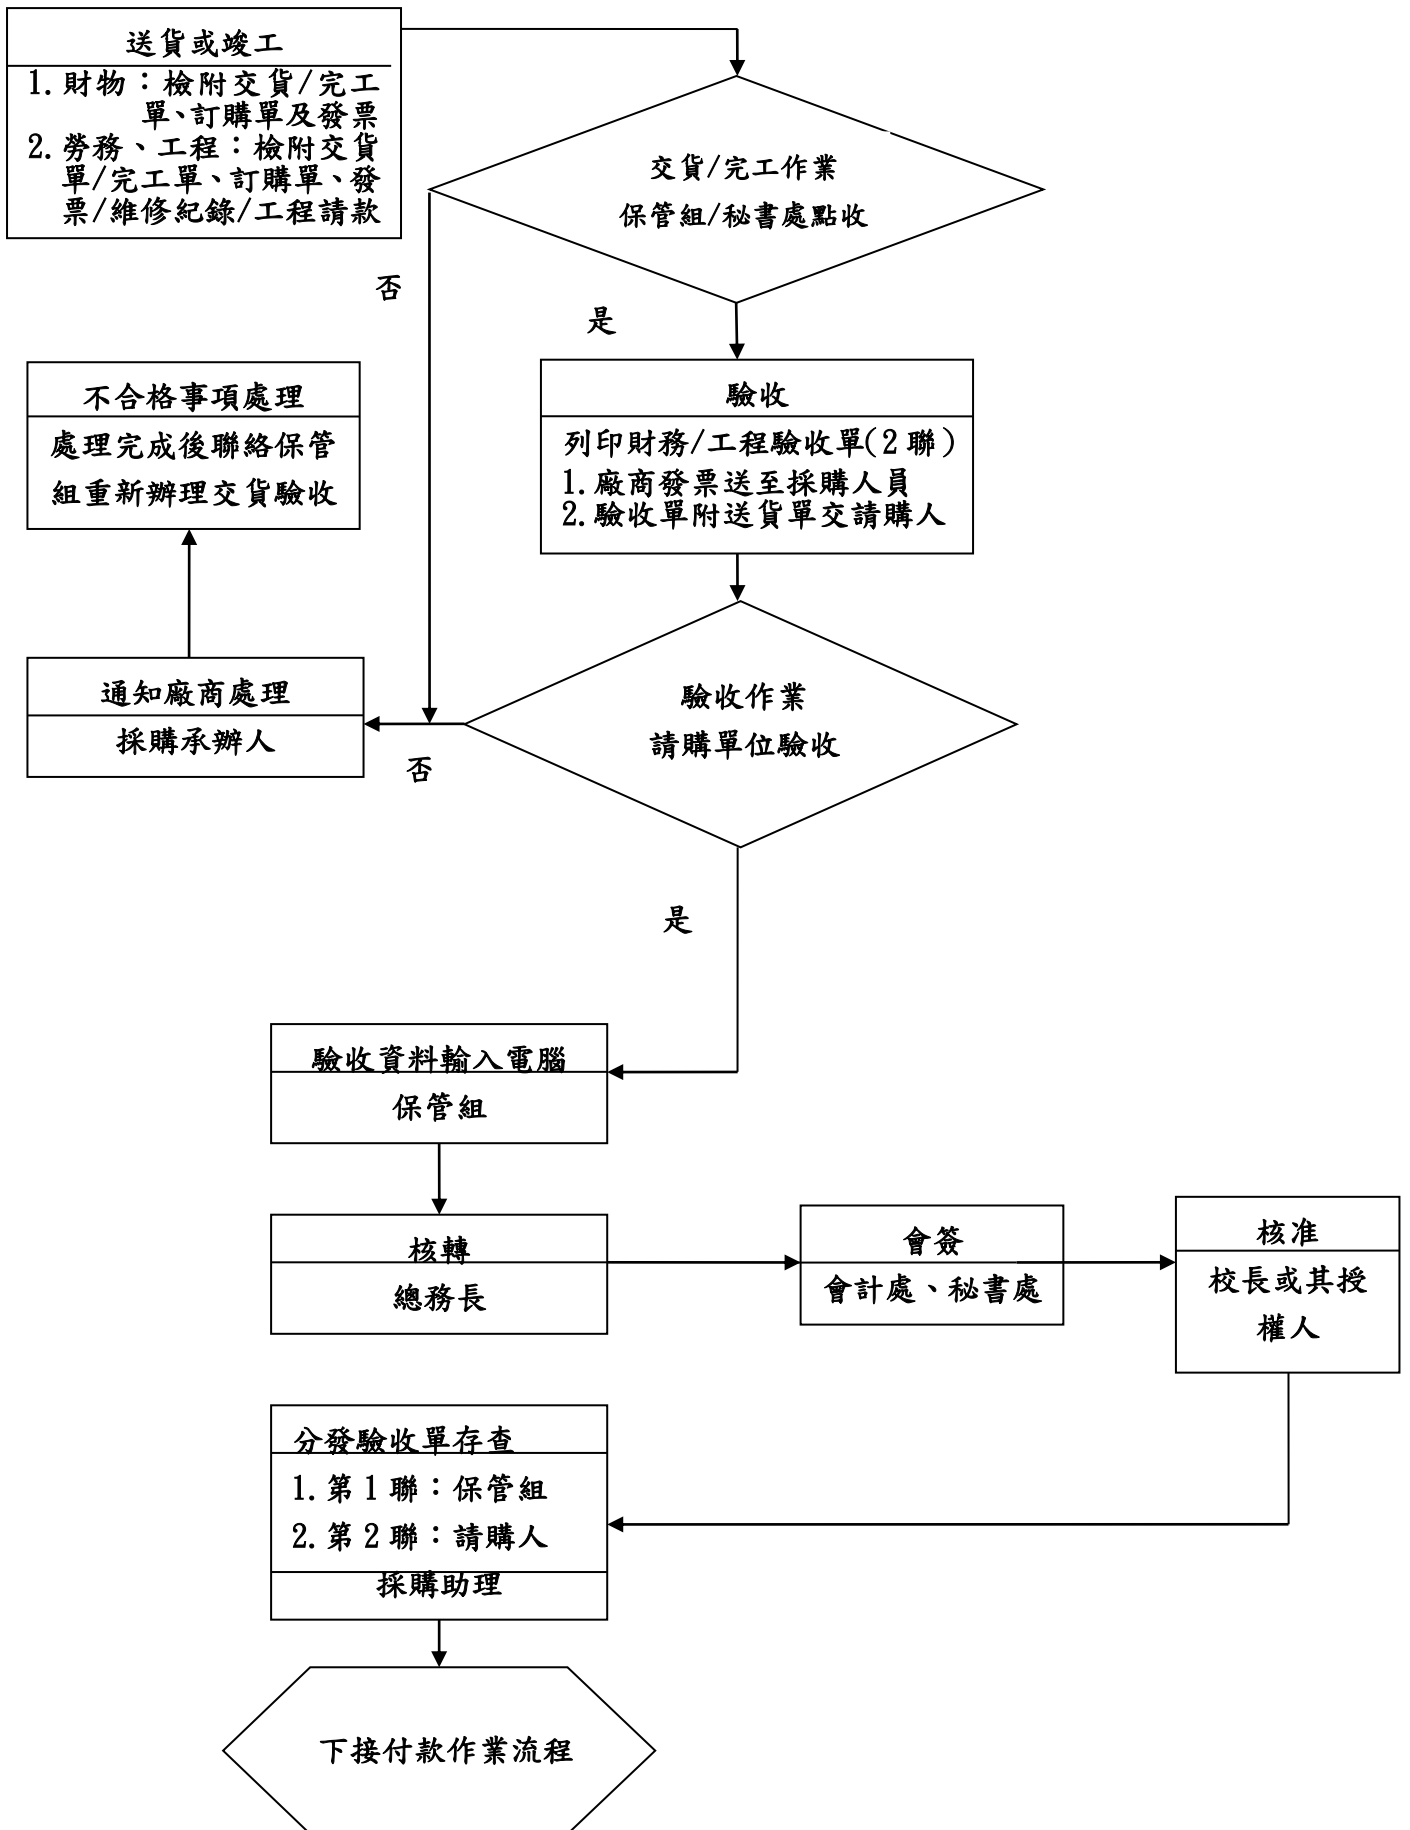 送貨或竣工
1.財物：檢附交貨/完工
單、訂購單及發票
2.勞務、工程：檢附交貨
單/完工單、訂購單、發
票/維修紀錄/工程請款
交貨/完工作業
保管組/秘書處點收
否
是
不合格事項處理
處理完成後聯絡保管
組重新辦理交貨驗收
驗收
列印財務/工程驗收單(2聯)
1.廠商發票送至採購人員
2.驗收單附送貨單交請購人
通知廠商處理
採購承辦人
驗收作業
請購單位驗收
否
是
驗收資料輸入電腦
保管組
核轉
總務長
會簽
會計處、秘書處
核准
校長或其授
權人
分發驗收單存查
1.第1聯：保管組
2.第2聯：請購人
採購助理
下接付款作業流程